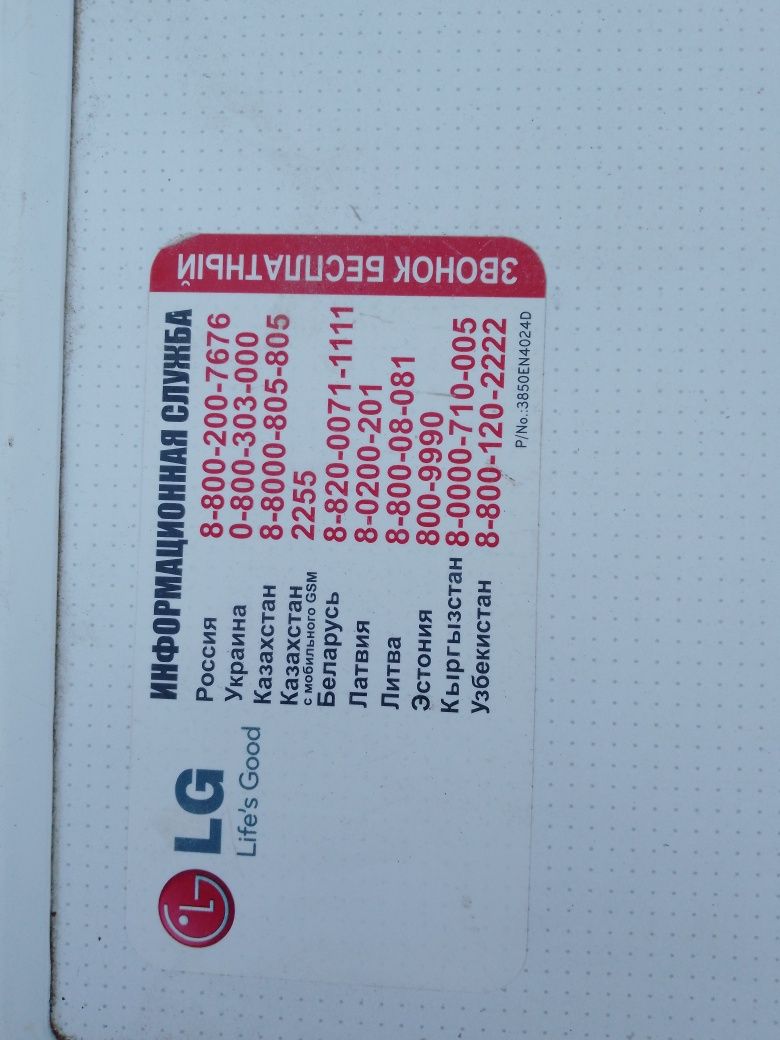 LG
Life's Good
ИНФОРМАЦИОННАЯ СЛУЖБА
Россия 8-800-200-7676
Украина 0-800-303-000
Казахстан 8-8000-805-805
Казахстан 2255
с мобильного GSM
Беларусь 8-820-0071-1111
Латвия 8-0200-201
Литва 8-800-08-081
Эстония 800-9990
Кыргызстан 8-0000-710-005
Узбекистан 8-800-120-2222
P/No.:3850EN4024D
ЗВОНОК БЕСПЛАТНЫЙ